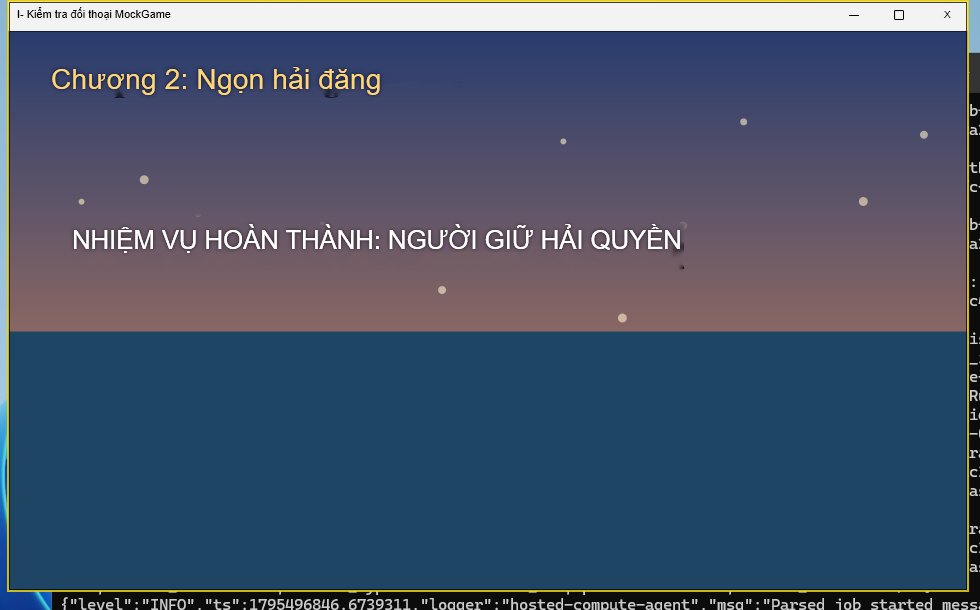 I- Kiểm tra đối thoại MockGame
Chương 2: Ngọn hải đăng
NHIỆM VỤ HOÀN THÀNH: NGƯỜI GIỮ HẢI QUYỀN
{"level":"INFO","ts":1795496846.6739311,"logger":"hosted-compute-agent","msg":"Parsed job started mes